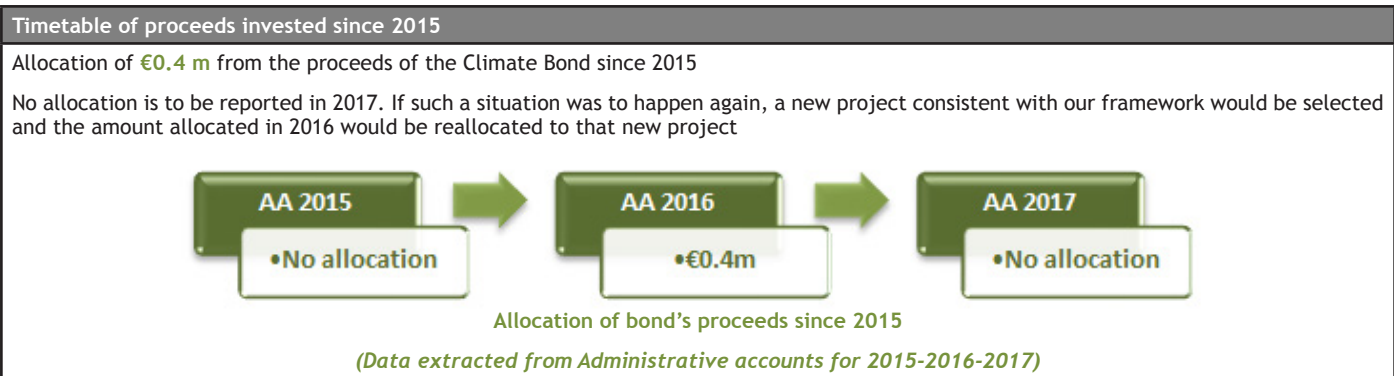 Timetable of proceeds invested since 2015
Allocation of €0.4 m from the proceeds of the Climate Bond since 2015
No allocation is to be reported in 2017. If such a situation was to happen again, a new project consistent with our framework would be selected
and the amount allocated in 2016 would be reallocated to that new project
AA 2015
•No allocation
AA 2016
•€0.4m
AA 2017
•No allocation
Allocation of bond's proceeds since 2015
(Data extracted from Administrative accounts for 2015-2016-2017)